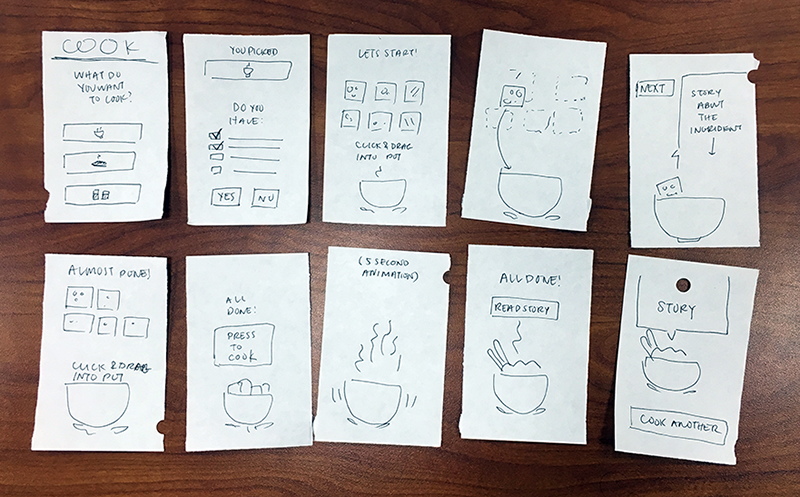 COOK
WHAT DO
YOU WANT
TO COOK?
YOU PICKED
DO YOU
HAVE:
YES NO
LETS START!
CLICK & DRAG
INTO POT
NEXT
STORY
ABUT
THE
INGRIDENT
ALMOST DONE!
CLICK & DRAG
INTO POT
ALL
DONE!
PRESS
TO
COOK
(5 SECOND
ANIMATION)
ALL DONE!
READ STORY
STORY
COOK ANOTHER